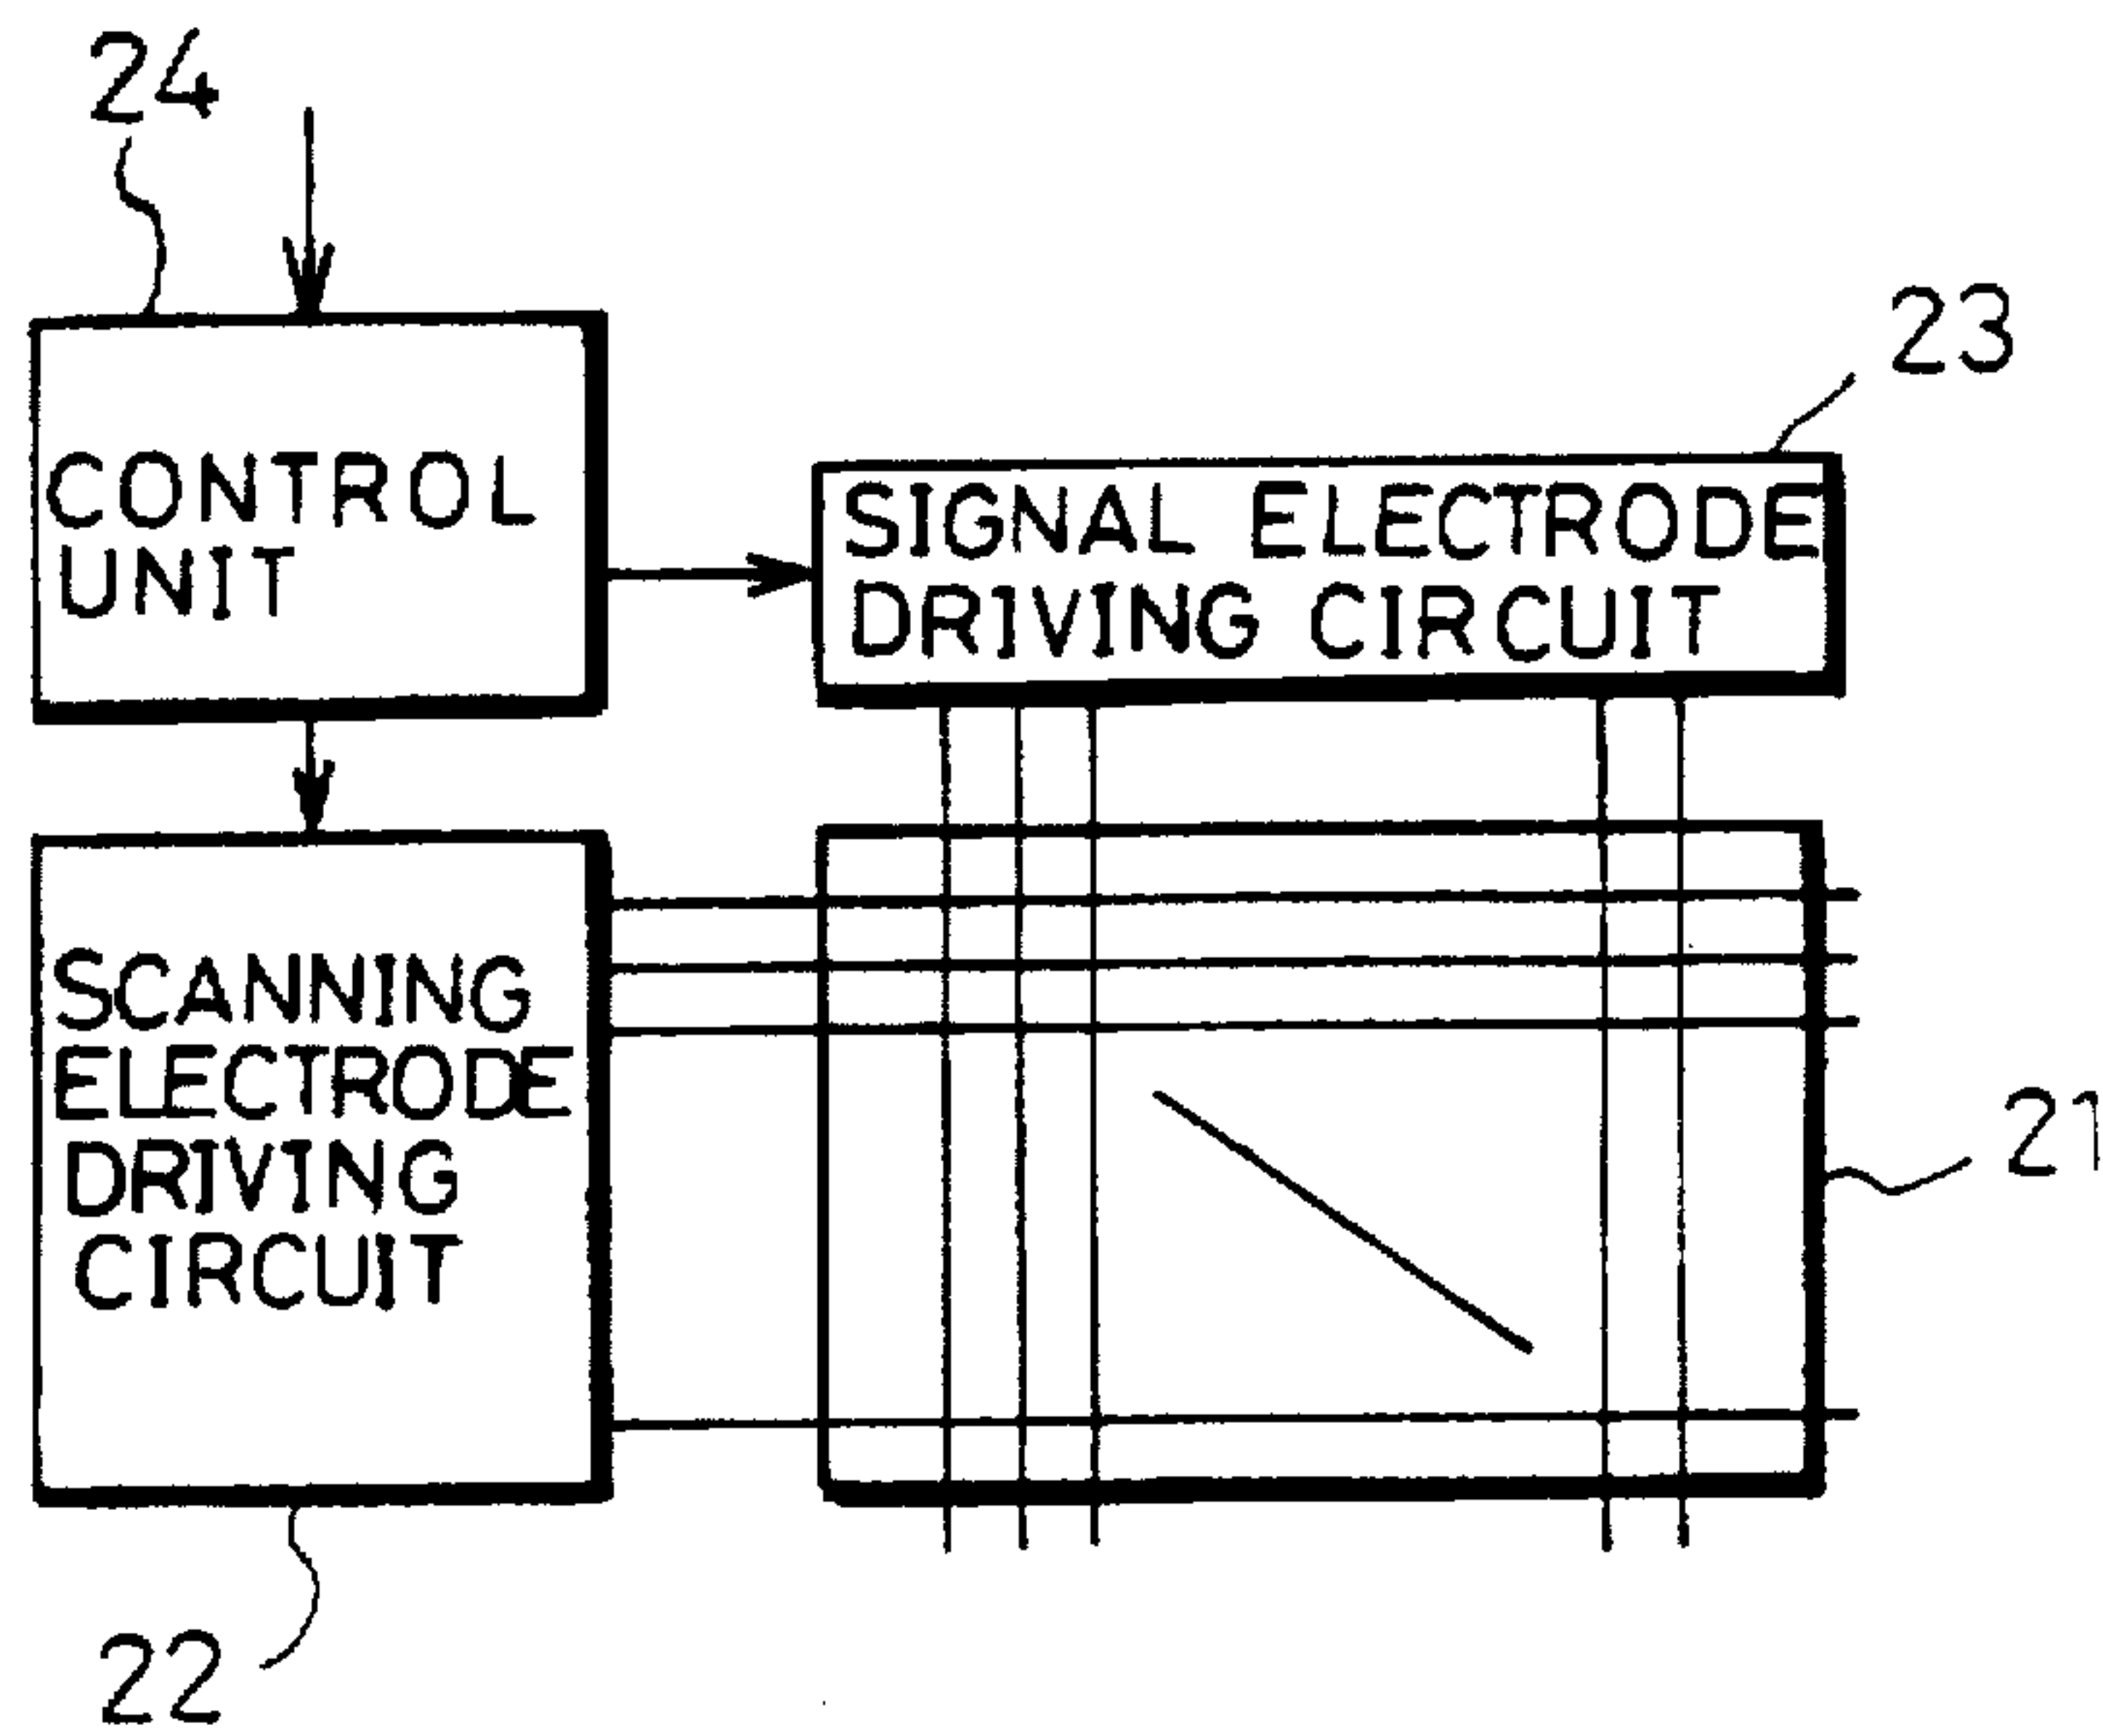 24
23
CONTROL
UNIT
SIGNAL ELECTRODE
DRIVING CIRCUIT
SCANNING
ELECTRODE
DRIVING
CIRCUIT
21
22